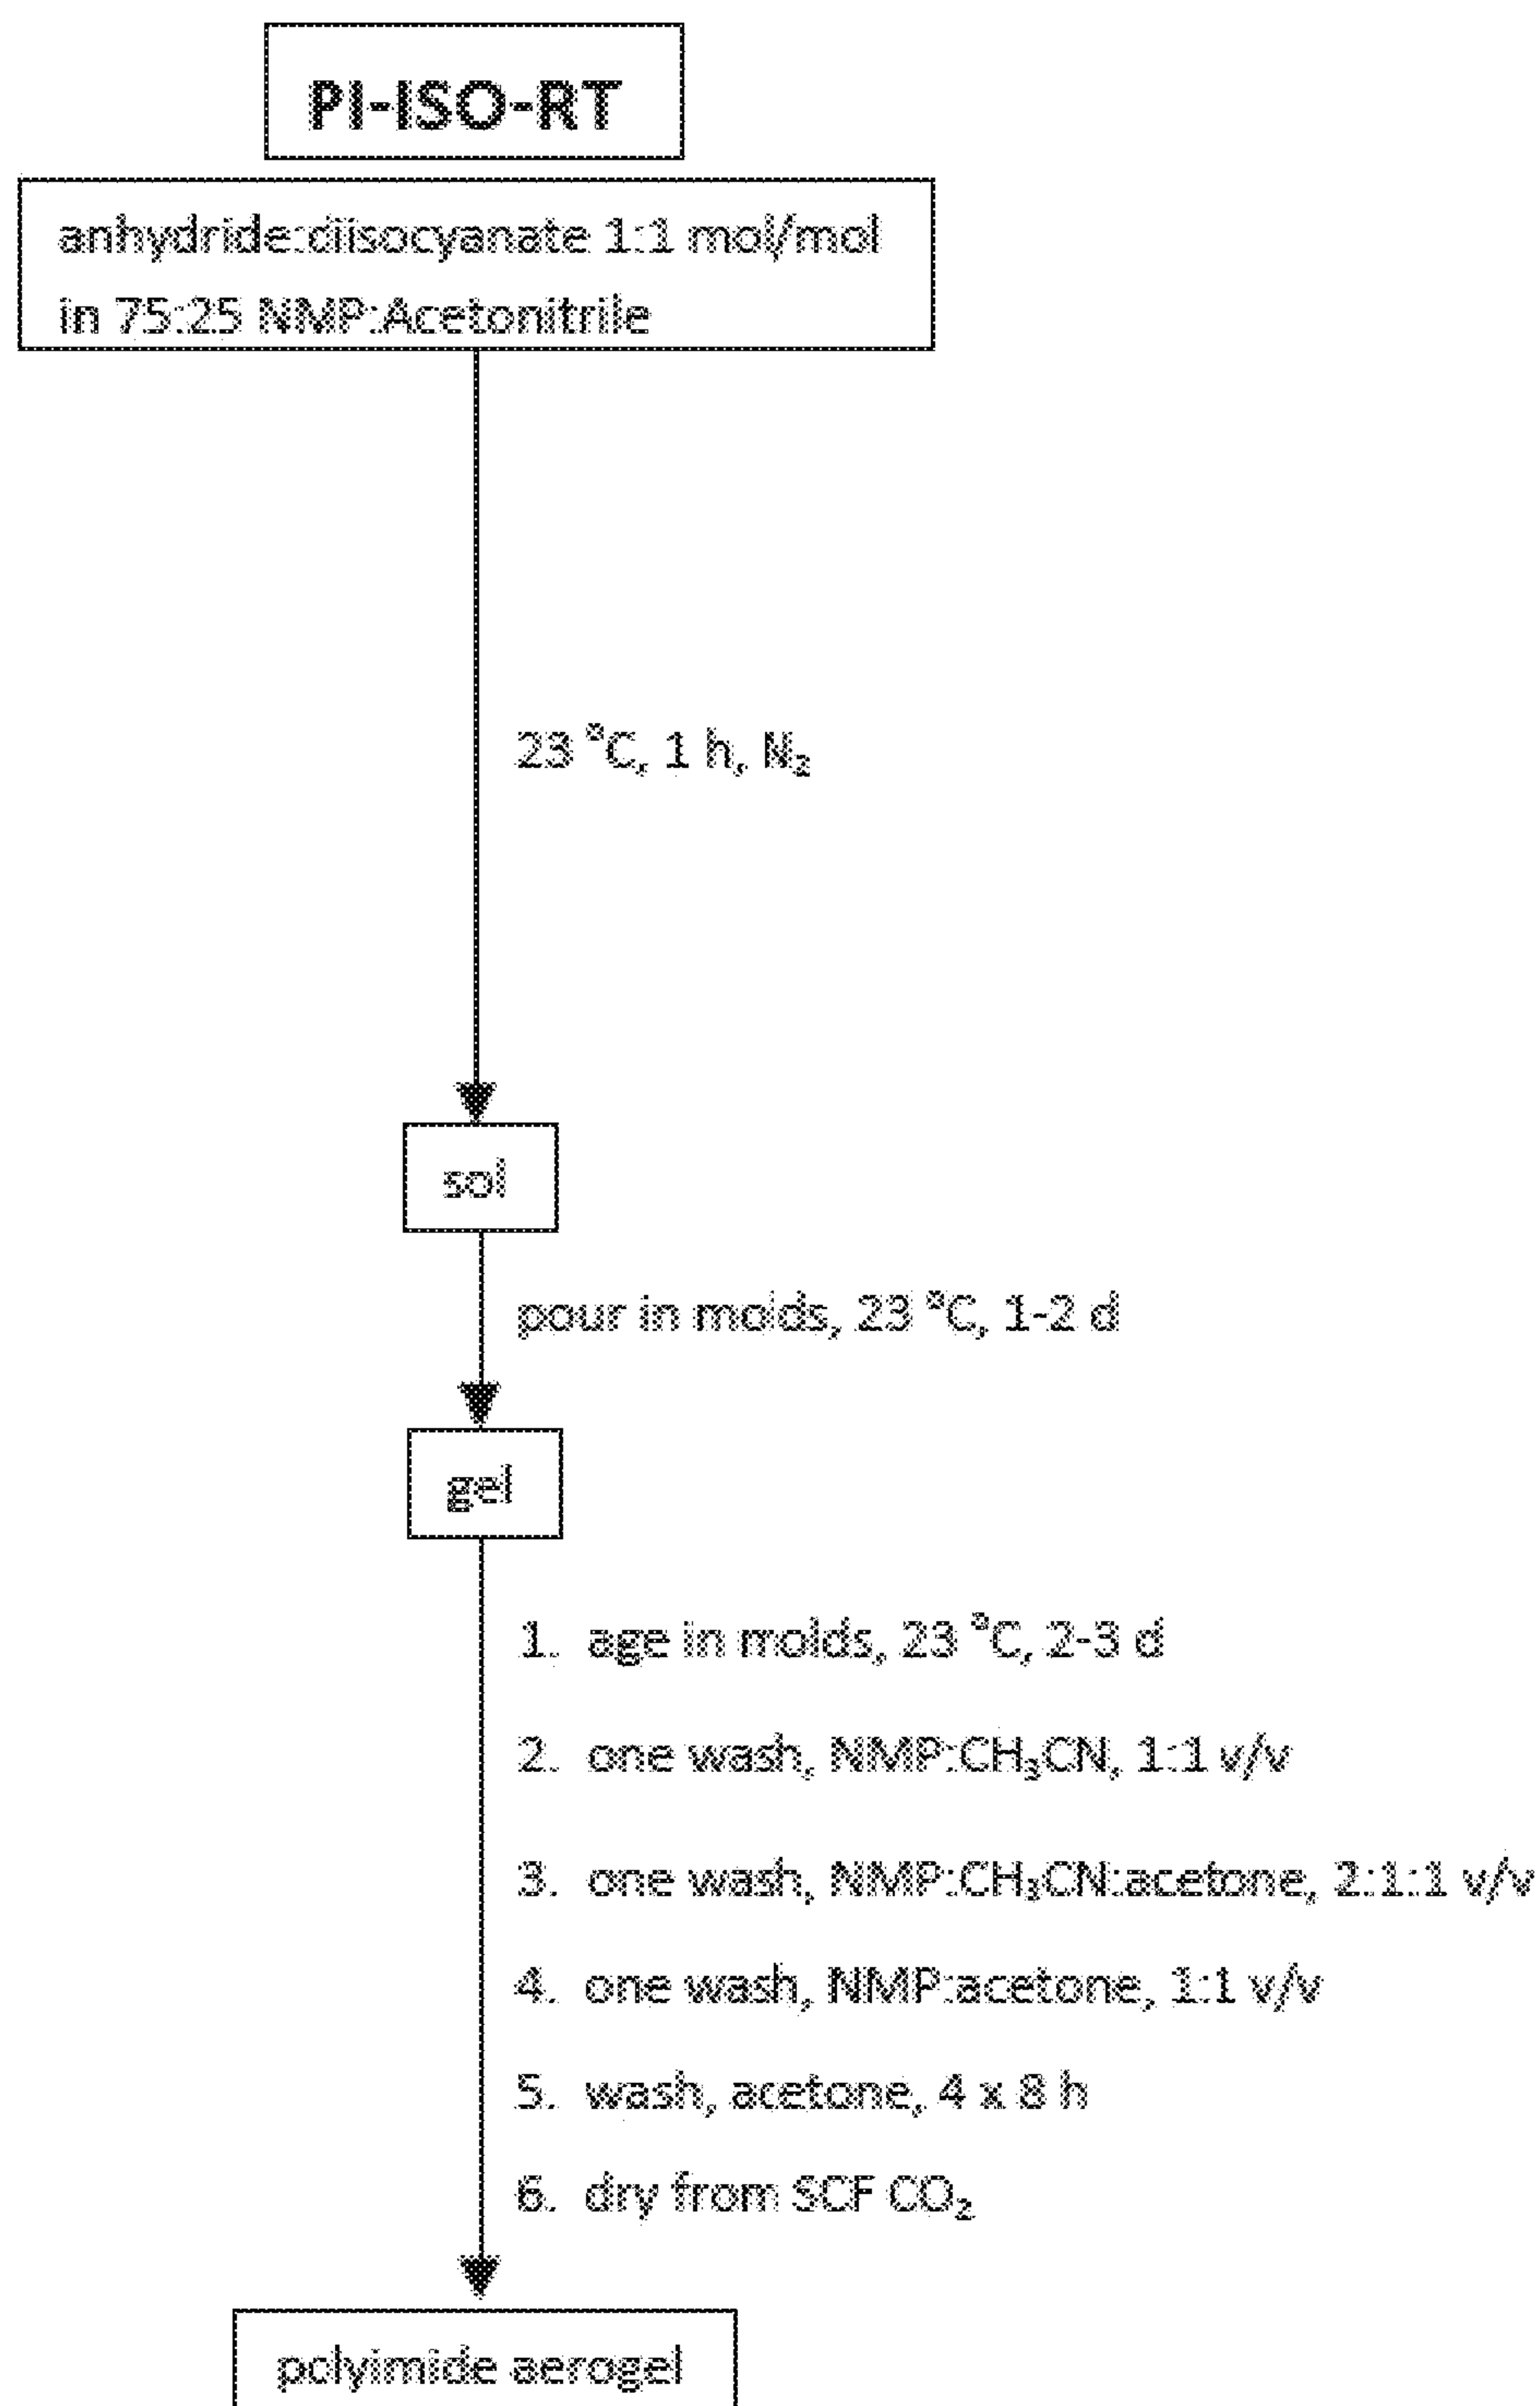 PI-ISO-RT
anhydride:diisocyanate 1:1 mol/mol
in 75:25 NMP:Acetonitrile
23 °C, 1 h, N₂
sol
pour in molds, 23 °C, 1-2 d
gel
1. age in molds, 23 °C, 2-3 d
2. one wash, NMP:CH₃CN, 1:1 v/v
3. one wash, NMP:CH₃CN:acetone, 2:1:1 v/v
4. one wash, NMP:acetone, 1:1 v/v
5. wash, acetone, 4 x 8 h
6. dry from SCF CO₂
polyimide aerogel